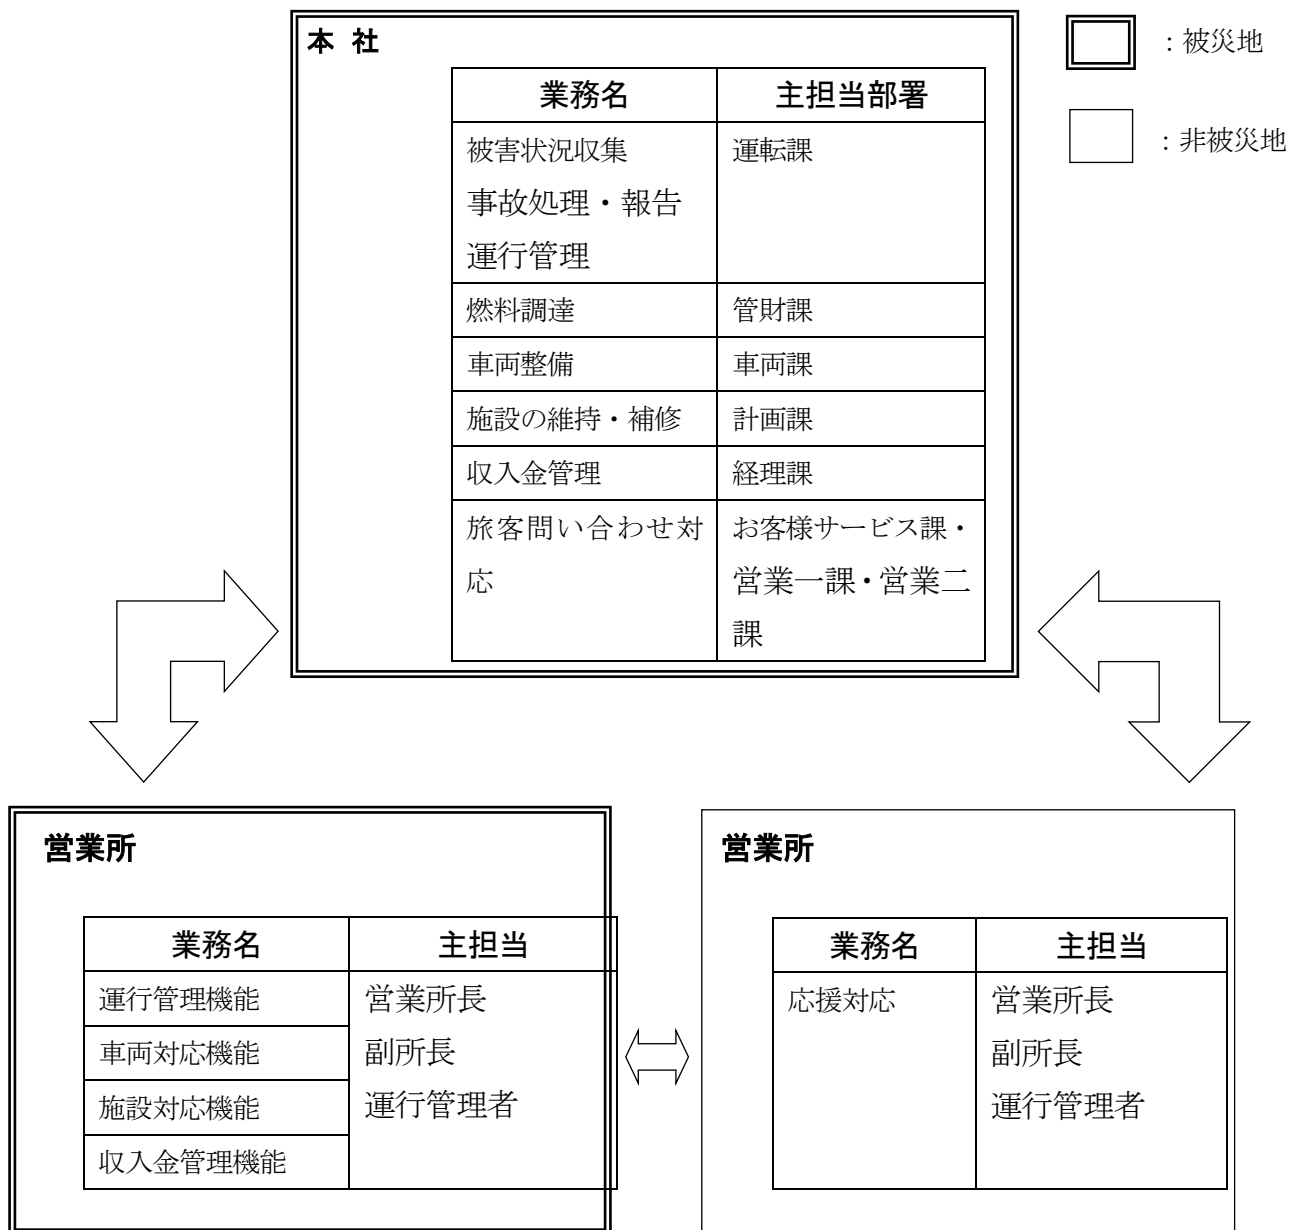 本 社
：被災地
：非被災地
業務名 主担当部署
被害状況収集 運転課
事故処理・報告
運行管理
燃料調達 管財課
車両整備 車両課
施設の維持・補修 計画課
収入金管理 経理課
旅客問い合わせ対 お客様サービス課・
応 営業一課・営業二
課
営業所
業務名 主担当
運行管理機能 営業所長
車両対応機能 副所長
施設対応機能 運行管理者
収入金管理機能
営業所
業務名 主担当
応援対応 営業所長
副所長
運行管理者